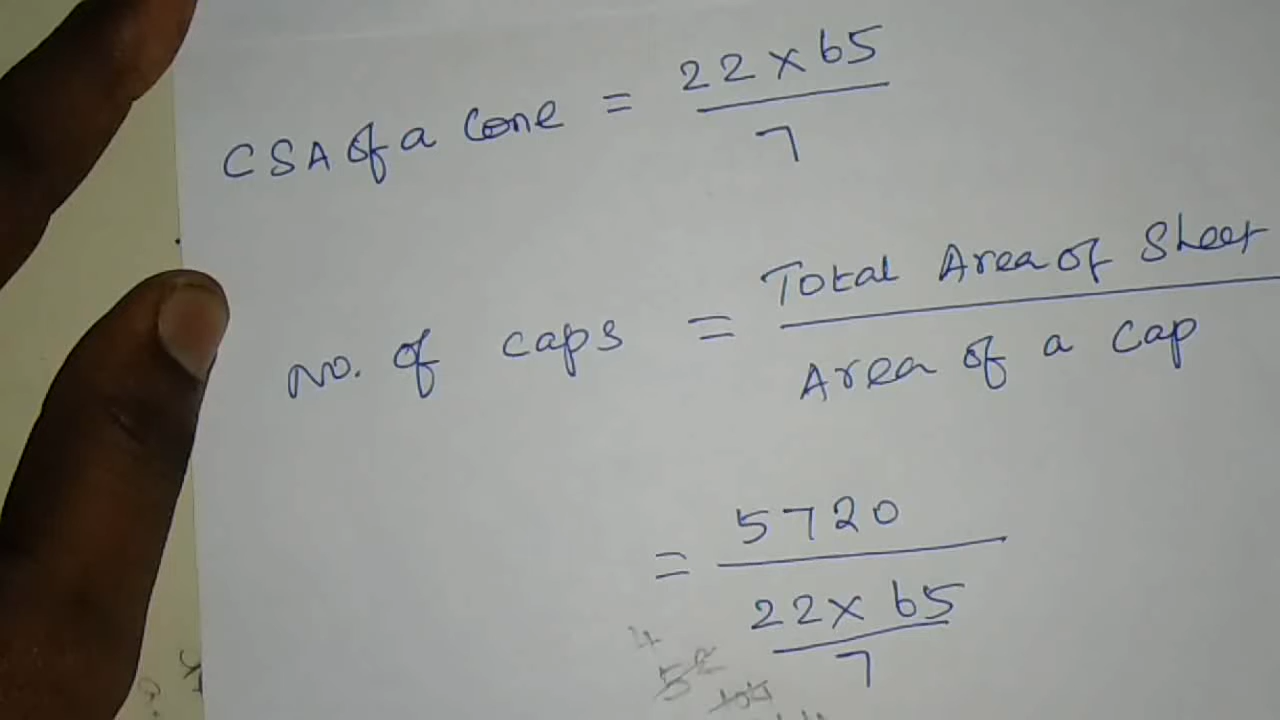 CSA of a Cone = 22 × 65
7
No. of caps = Total Area of Sheet
Area of a Cap
= 5720
22 × 65
7